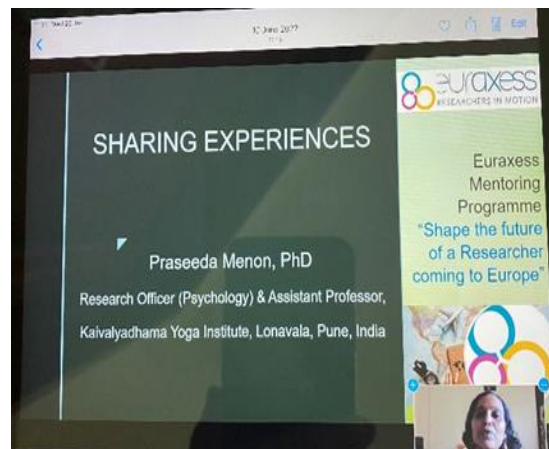 Edit
euraxess
RESEARCHERS IN MOTION
SHARING EXPERIENCES
Euraxess
Mentoring
Programme
“Shape the future
of a Researcher
coming to Europe”
Praseeda Menon, PhD
Research Officer (Psychology) & Assistant Professor,
Kaivalyadhama Yoga Institute, Lonavala, Pune, India